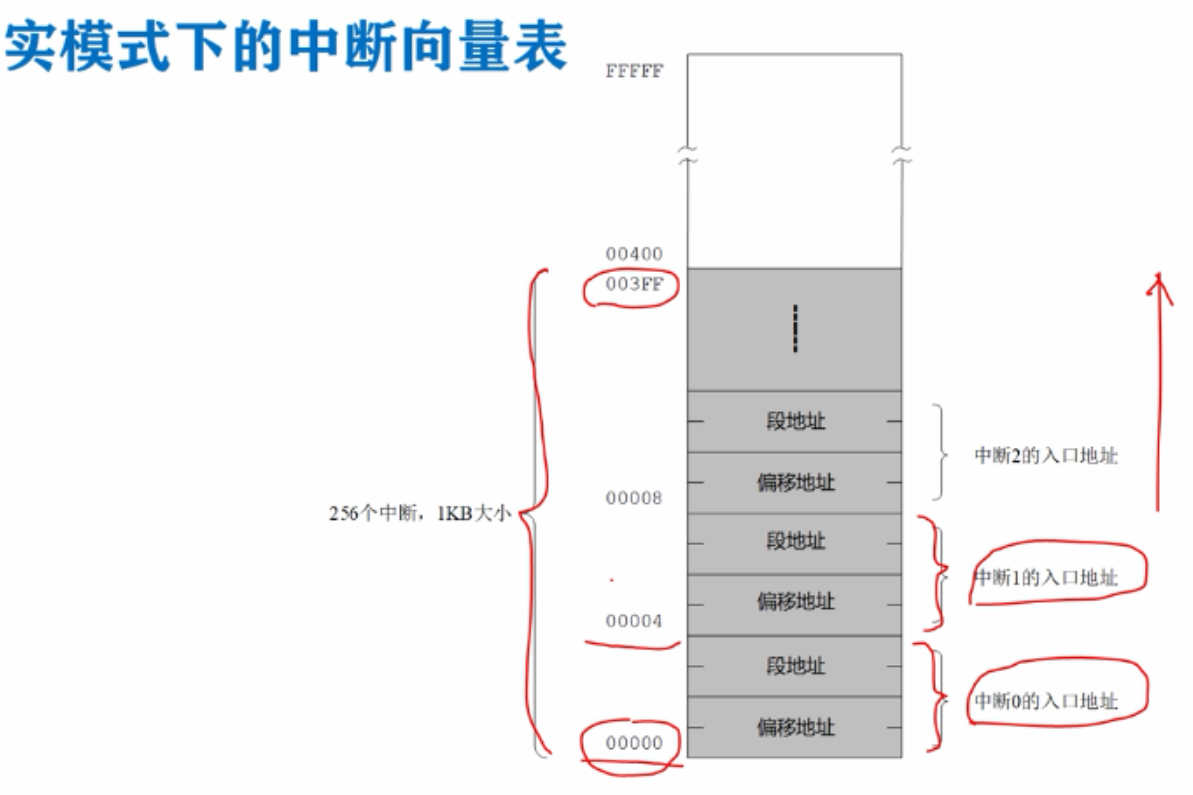 实模式下的中断向量表
FFFFF
00400
003FF
段地址
中断2的入口地址
偏移地址
00008
256个中断，1KB大小
段地址
中断1的入口地址
偏移地址
00004
段地址
中断0的入口地址
偏移地址
00000